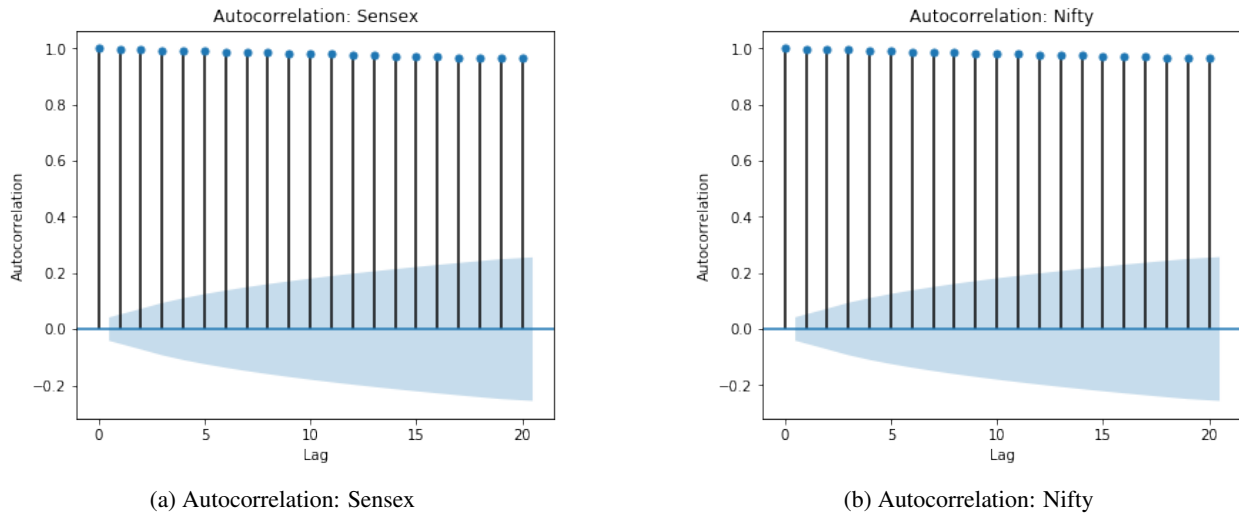 Autocorrelation: Sensex
1.0
0.8
0.6
0.4
0.2
0.0
−0.2
Autocorrelation
0 5 10 15 20
Lag
(a) Autocorrelation: Sensex
Autocorrelation: Nifty
1.0
0.8
0.6
0.4
0.2
0.0
−0.2
Autocorrelation
0 5 10 15 20
Lag
(b) Autocorrelation: Nifty